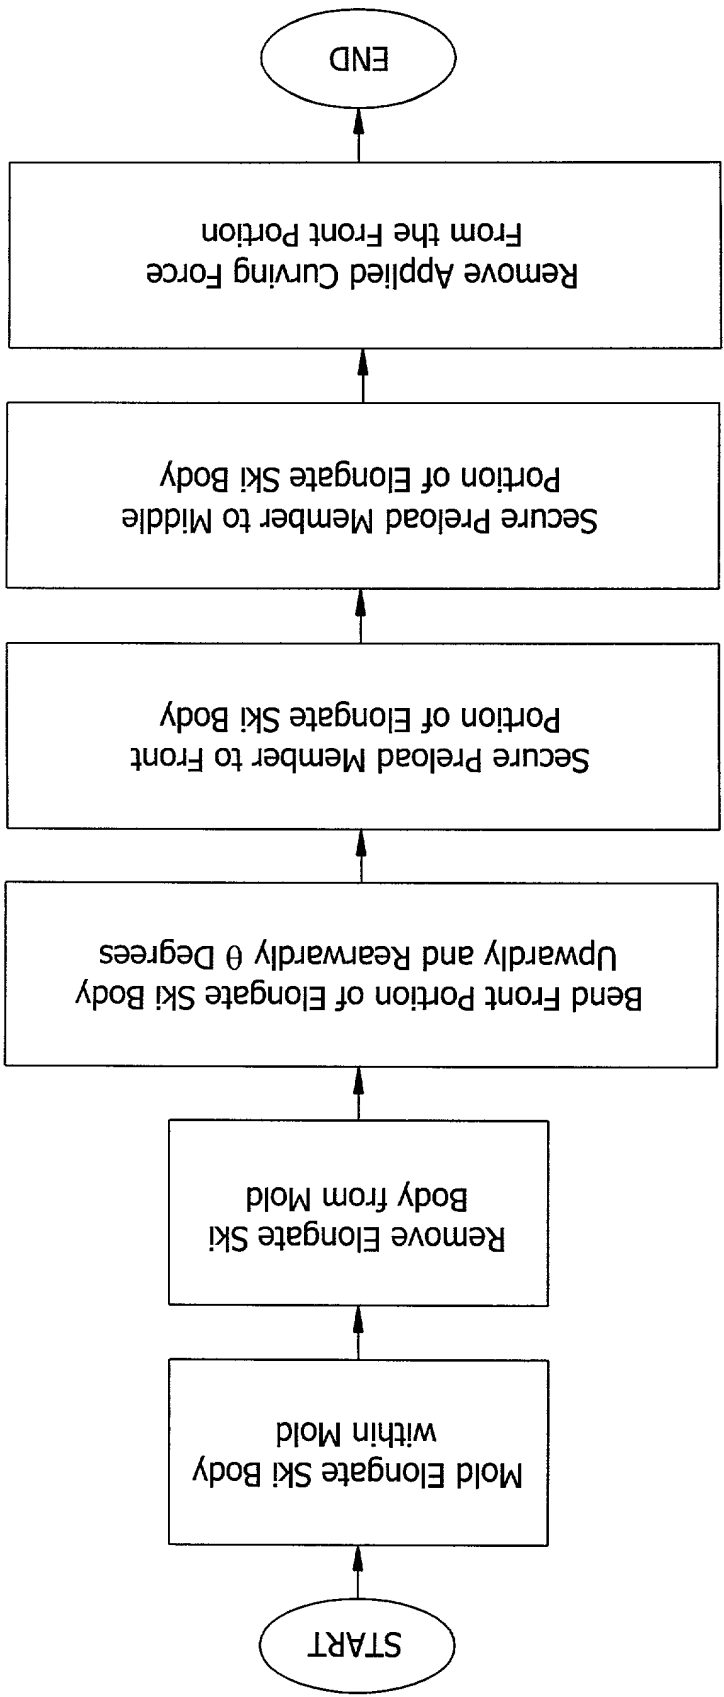 START
Mold Elongate Ski Body
within Mold
Remove Elongate Ski
Body from Mold
Bend Front Portion of Elongate Ski Body
Upwardly and Rearwardly θ Degrees
Secure Preload Member to Front
Portion of Elongate Ski Body
Secure Preload Member to Middle
Portion of Elongate Ski Body
Remove Applied Curving Force
From the Front Portion
END